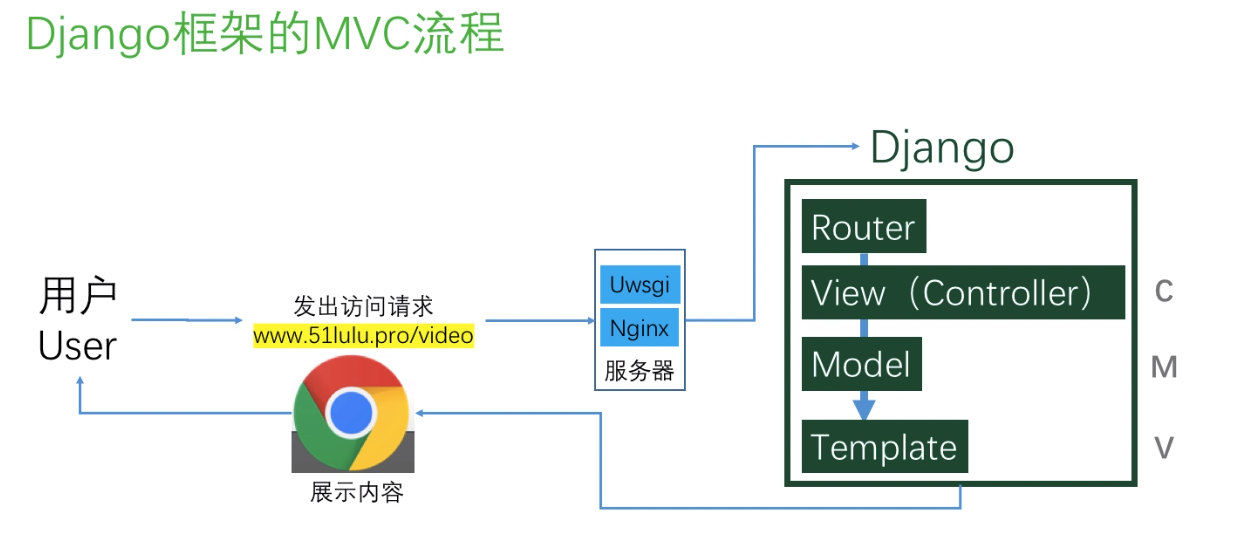 Django框架的MVC流程
Django
Router
用户
User
发出访问请求
www.51lulu.pro/video
Uwsgi
Nginx
服务器
View（Controller）
C
Model
M
Template
V
展示内容